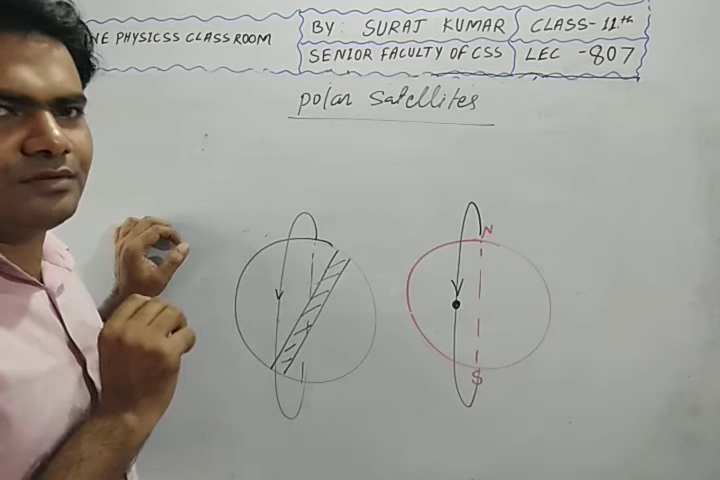 NE PHYSICSS CLASS ROOM
BY: SURAJ KUMAR
CLASS-11th
SENIOR FACULTY OF CSS
LEC -807
polar satellites
N
S